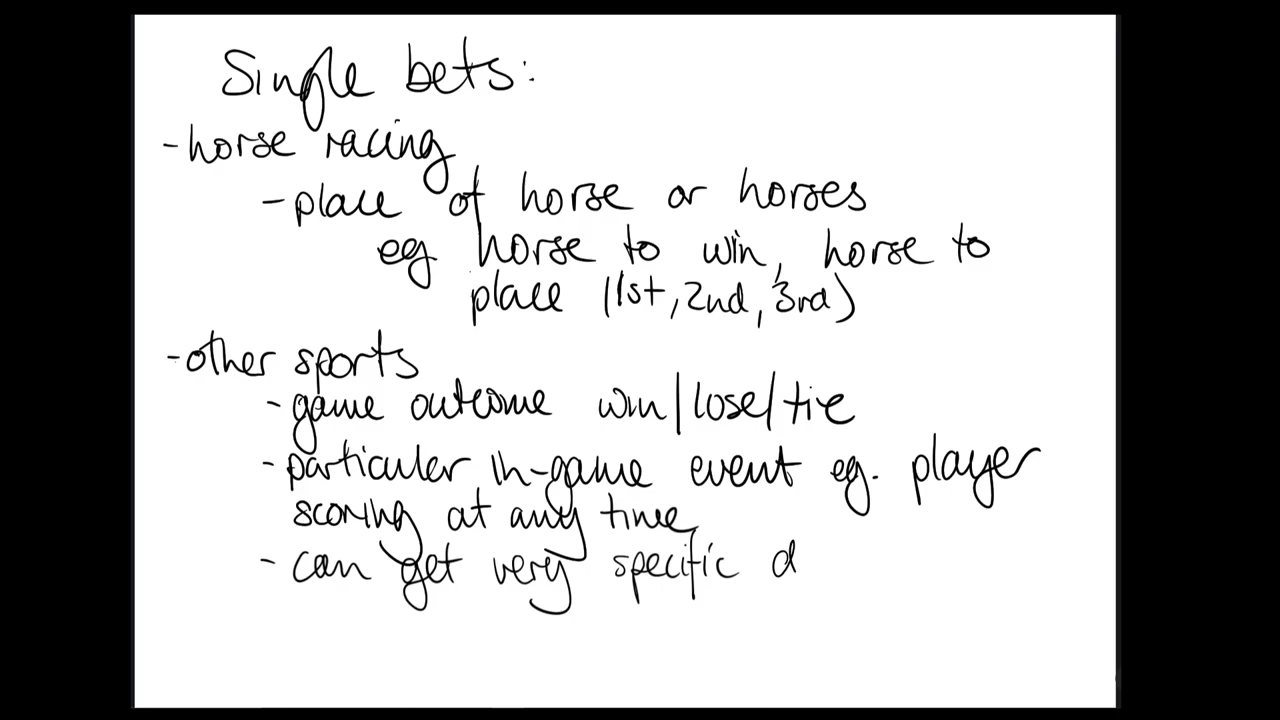 Single bets:
- horse racing
- place of horse or horses
eg horse to win, horse to
place (1st, 2nd, 3rd)
- other sports
- game outcome win/lose/tie
- particuler in-game event eg. player
scoring at any time
- can get very specific d